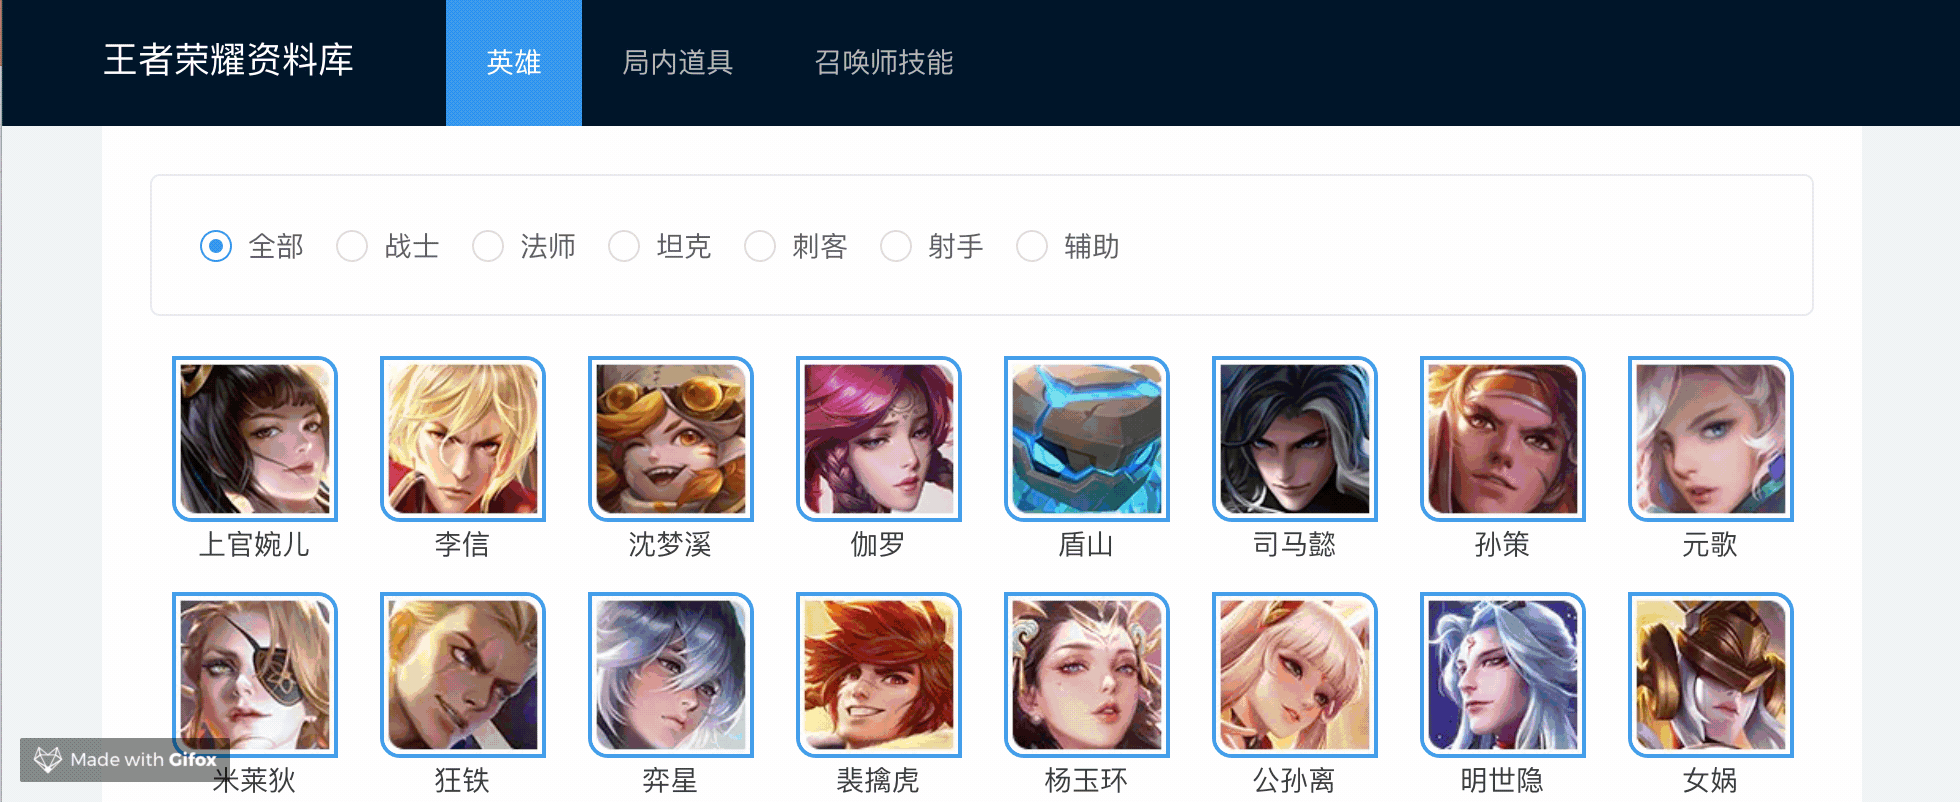 王者荣耀资料库 英雄 局内道具 召唤师技能
全部 战士 法师 坦克 刺客 射手 辅助
上官婉儿 李信 沈梦溪 伽罗 盾山 司马懿 孙策 元歌
米莱狄 狂铁 弈星 裴擒虎 杨玉环 公孙离 明世隐 女娲
Made with Gifox